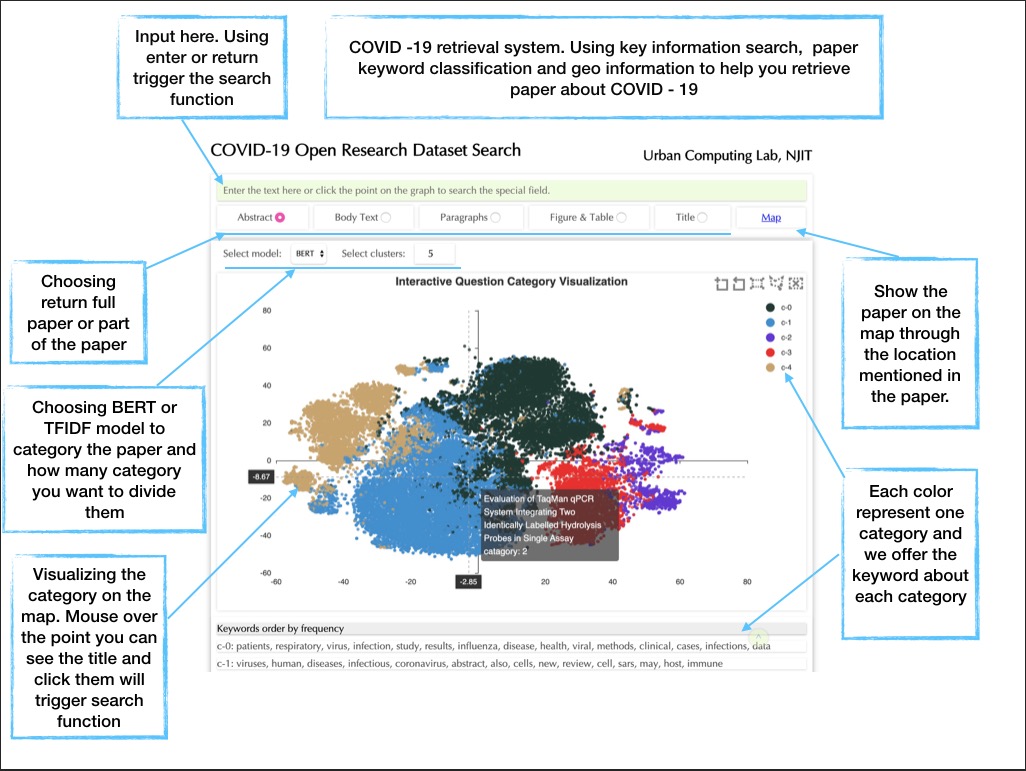 Input here. Using
enter or return
trigger the search
function
COVID -19 retrieval system. Using key information search, paper
keyword classification and geo information to help you retrieve
paper about COVID - 19
COVID-19 Open Research Dataset Search
Urban Computing Lab, NJIT
Enter the text here or click the point on the graph to search the special field.
Abstract
Body Text
Paragraphs
Figure & Table
Title
Map
Select model:
BERT
Select clusters:
5
Choosing
return full
paper or part
of the paper
Choosing BERT or
TFIDF model to
category the paper and
how many category
you want to divide
them
Visualizing the
category on the
map. Mouse over
the point you can
see the title and
click them will
trigger search
function
Show the
paper on the
map through
the location
mentioned in
the paper.
Each color
represent one
category and
we offer the
keyword about
each category
Interactive Question Category Visualization
c-0
c-1
c-2
c-3
c-4
80
60
40
20
0
-8.67
-20
-40
-60
-60
-40
-20
-2.85
20
40
60
80
Evaluation of TaqMan qPCR
System Integrating Two
Identically Labelled Hydrolysis
Probes in Single Assay
catagory: 2
Keywords order by frequency
c-0: patients, respiratory, virus, infection, study, results, influenza, disease, health, viral, methods, clinical, cases, infections, data
c-1: viruses, human, diseases, infectious, coronavirus, abstract, also, cells, new, review, cell, sars, may, host, immune